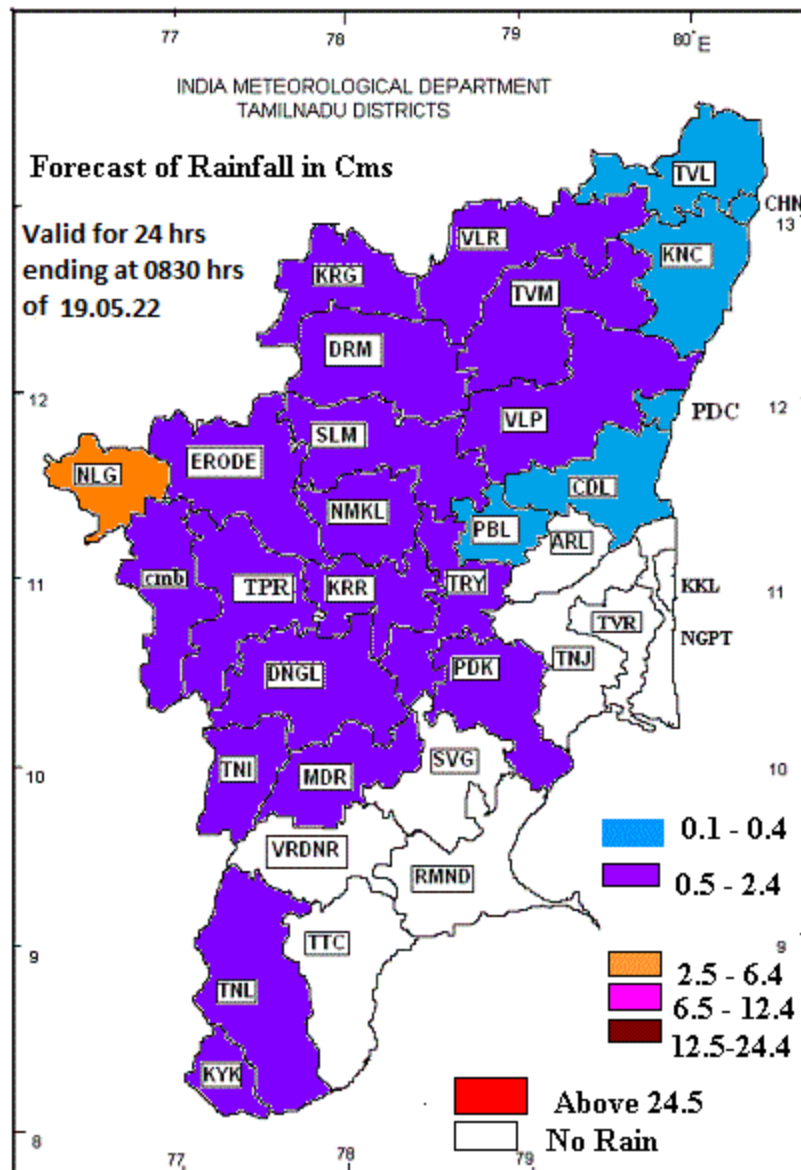 77 78 79 80° E
INDIA METEOROLOGICAL DEPARTMENT
TAMILNADU DISTRICTS
Forecast of Rainfall in Cms
Valid for 24 hrs
ending at 0830 hrs
of 19.05.22
TVL
CHN
13
VLR
KNC
KRG
TVM
DRM
12
12
PDC
VLP
SLM
ERODE
NLG
CDL
NMKL
PBL
ARL
11
cmb
TPR
KRR
TRY
KKL
11
TVR
NGPT
TNJ
DNGL
PDK
10
TNI
MDR
SVG
10
0.1 - 0.4
VRDNR
RMND
0.5 - 2.4
9
TTC
9
2.5 - 6.4
TNL
6.5 - 12.4
12.5-24.4
KYK
Above 24.5
8
No Rain
77 78 79